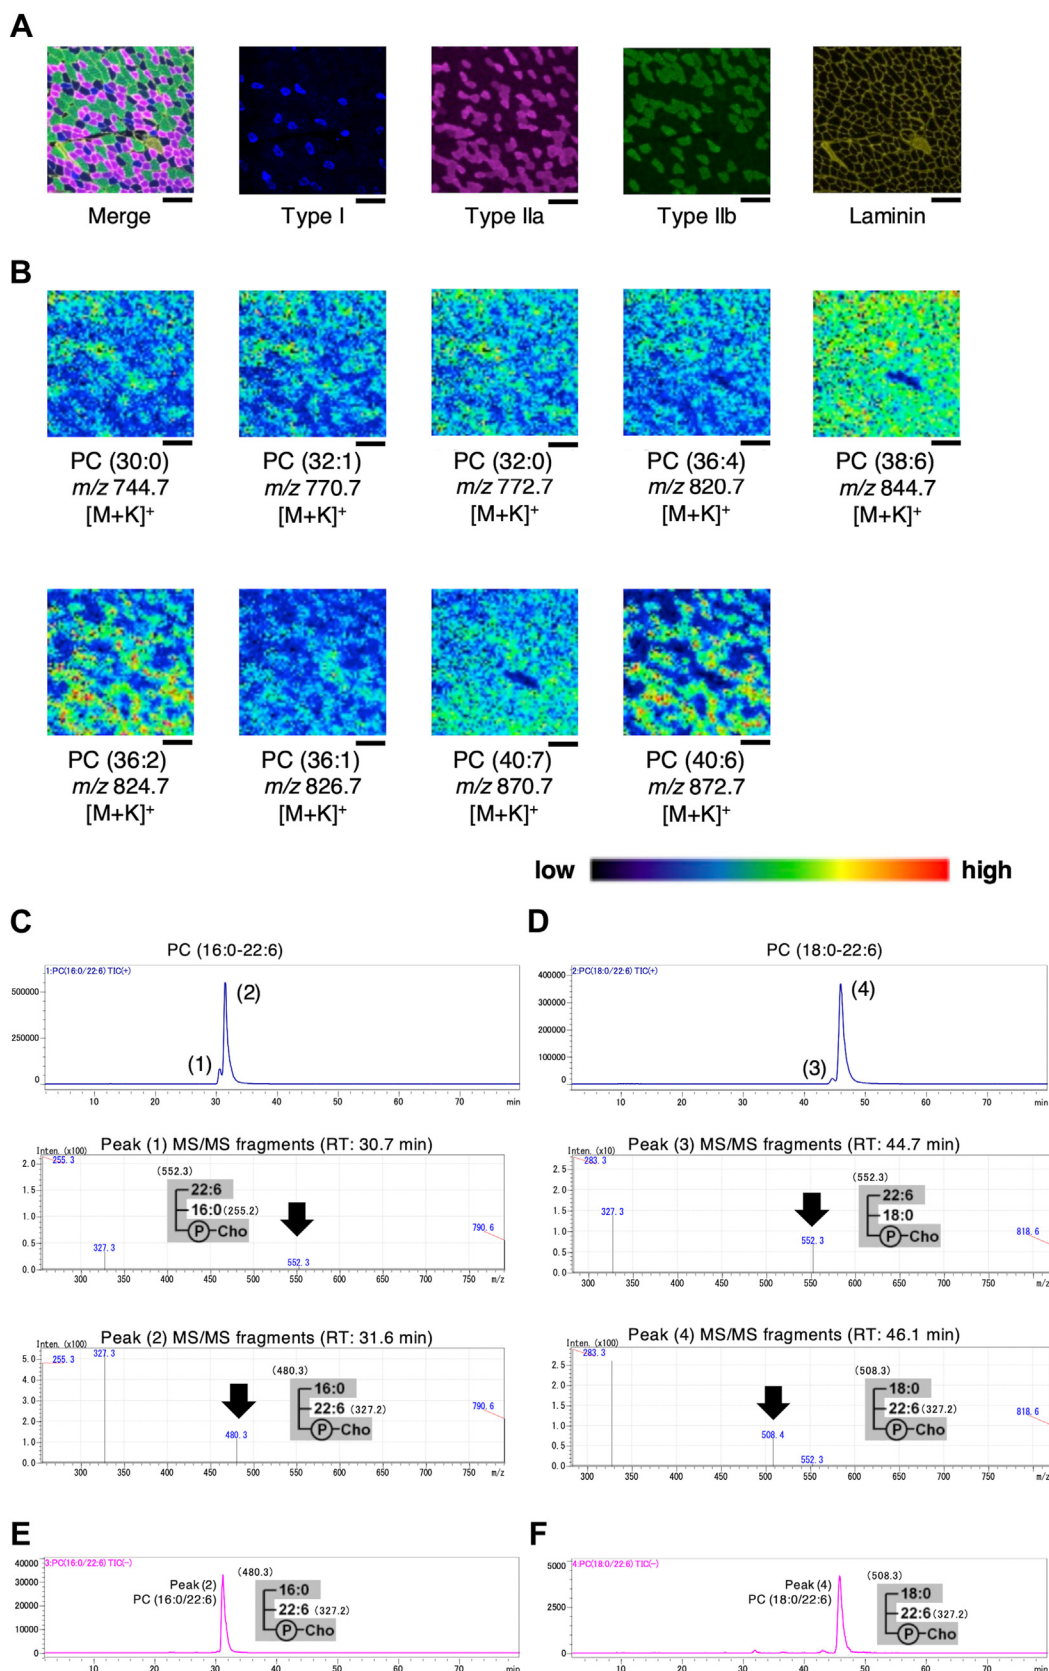 A
Merge
Type I
Type IIa
Type IIb
Laminin
B
PC (30:0)
m/z 744.7
[M+K]+
PC (32:1)
m/z 770.7
[M+K]+
PC (32:0)
m/z 772.7
[M+K]+
PC (36:4)
m/z 820.7
[M+K]+
PC (38:6)
m/z 844.7
[M+K]+
PC (36:2)
m/z 824.7
[M+K]+
PC (36:1)
m/z 826.7
[M+K]+
PC (40:7)
m/z 870.7
[M+K]+
PC (40:6)
m/z 872.7
[M+K]+
low
high
C
PC (16:0-22:6)
1:PC(16:0/22:6) TIC(+)
500000
250000
0
(1)
(2)
10 20 30 40 50 60 70 min
Peak (1) MS/MS fragments (RT: 30.7 min)
Inten. (x100)
2.0
1.5
1.0
0.5
0.0
255.3
327.3
552.3
790.6
(552.3)
22:6
16:0 (255.2)
P Cho
300 350 400 450 500 550 600 650 700 750 m/z
Peak (2) MS/MS fragments (RT: 31.6 min)
Inten. (x100)
5.0
4.0
3.0
2.0
1.0
0.0
255.3
327.3
480.3
790.6
(480.3)
16:0
22:6 (327.2)
P Cho
300 350 400 450 500 550 600 650 700 750 m/z
D
PC (18:0-22:6)
2:PC(18:0/22:6) TIC(+)
400000
300000
200000
100000
0
(3)
(4)
10 20 30 40 50 60 70 min
Peak (3) MS/MS fragments (RT: 44.7 min)
Inten. (x10)
2.5
2.0
1.5
1.0
0.5
0.0
283.3
327.3
552.3
818.6
(552.3)
22:6
18:0
P Cho
300 350 400 450 500 550 600 650 700 750 m/z
Peak (4) MS/MS fragments (RT: 46.1 min)
Inten. (x100)
2.5
2.0
1.5
1.0
0.5
0.0
283.3
508.4
552.3
818.6
(508.3)
18:0
22:6 (327.2)
P Cho
300 350 400 450 500 550 600 650 700 750 m/z
E
3:PC(16:0/22:6) TIC(-)
40000
30000
20000
10000
0
Peak (2)
PC (16:0/22:6)
(480.3)
16:0
22:6 (327.2)
P Cho
10 20 30 40 50 60 70 min
F
4:PC(18:0/22:6) TIC(-)
5000
2500
0
Peak (4)
PC (18:0/22:6)
(508.3)
18:0
22:6 (327.2)
P Cho
10 20 30 40 50 60 70 min